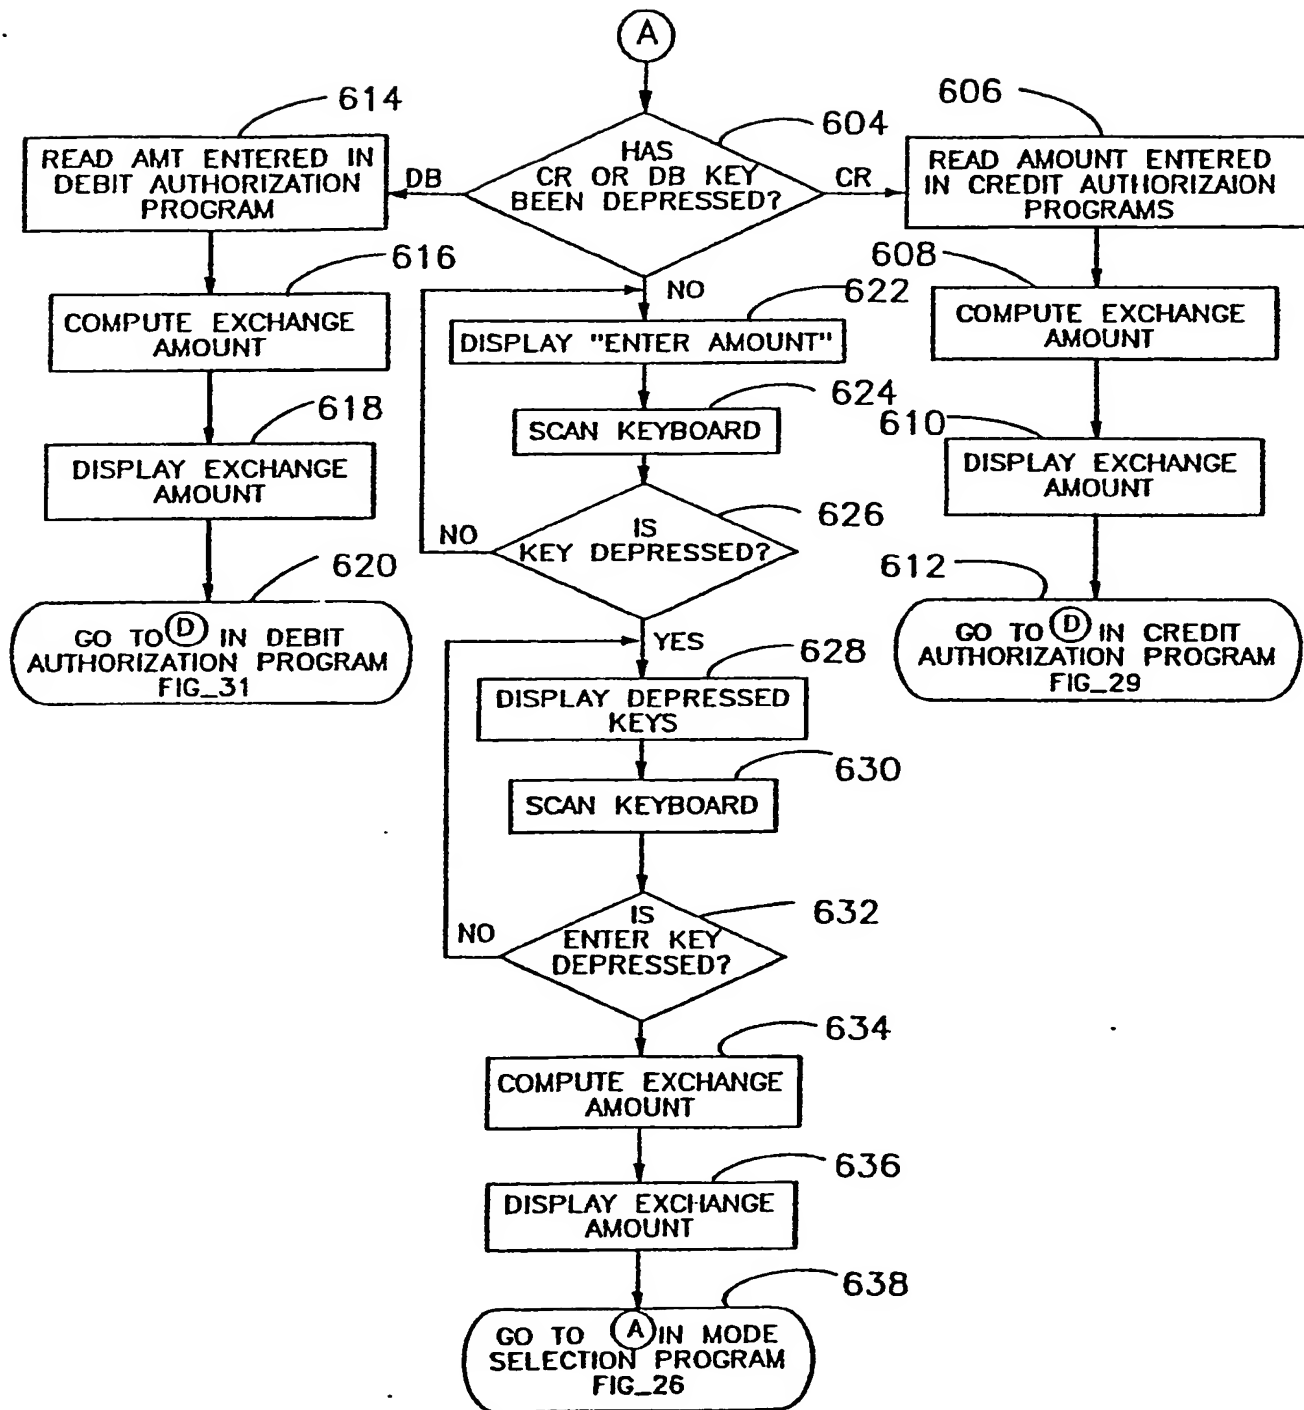 A
604
HAS
CR OR DB KEY
BEEN DEPRESSED?
DB
CR
NO
614
READ AMT ENTERED IN
DEBIT AUTHORIZATION
PROGRAM
616
COMPUTE EXCHANGE
AMOUNT
618
DISPLAY EXCHANGE
AMOUNT
620
GO TO D IN DEBIT
AUTHORIZATION PROGRAM
FIG_31
606
READ AMOUNT ENTERED
IN CREDIT AUTHORIZAION
PROGRAMS
608
COMPUTE EXCHANGE
AMOUNT
610
DISPLAY EXCHANGE
AMOUNT
612
GO TO D IN CREDIT
AUTHORIZATION PROGRAM
FIG_29
622
DISPLAY "ENTER AMOUNT"
624
SCAN KEYBOARD
626
IS
KEY DEPRESSED?
NO
YES
628
DISPLAY DEPRESSED
KEYS
630
SCAN KEYBOARD
632
IS
ENTER KEY
DEPRESSED?
NO
634
COMPUTE EXCHANGE
AMOUNT
636
DISPLAY EXCHANGE
AMOUNT
638
GO TO A IN MODE
SELECTION PROGRAM
FIG_26